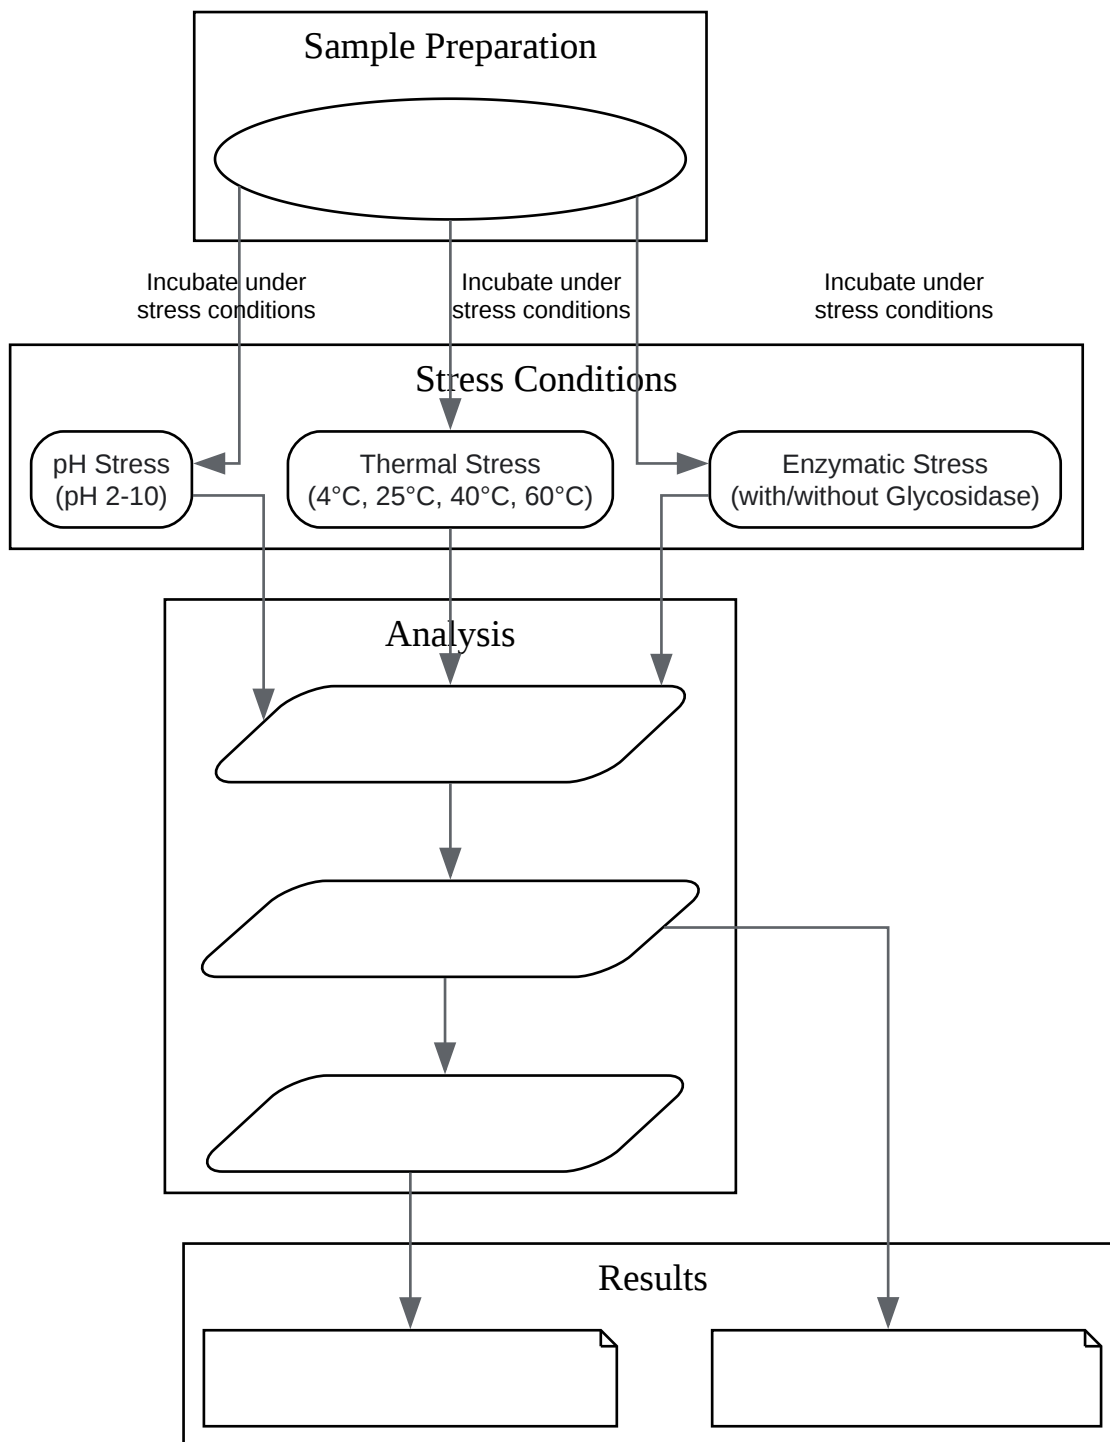 Sample Preparation
Incubate under
stress conditions
Incubate under
stress conditions
Incubate under
stress conditions
Stress Conditions
pH Stress
(pH 2-10)
Thermal Stress
(4°C, 25°C, 40°C, 60°C)
Enzymatic Stress
(with/without Glycosidase)
Analysis
Results